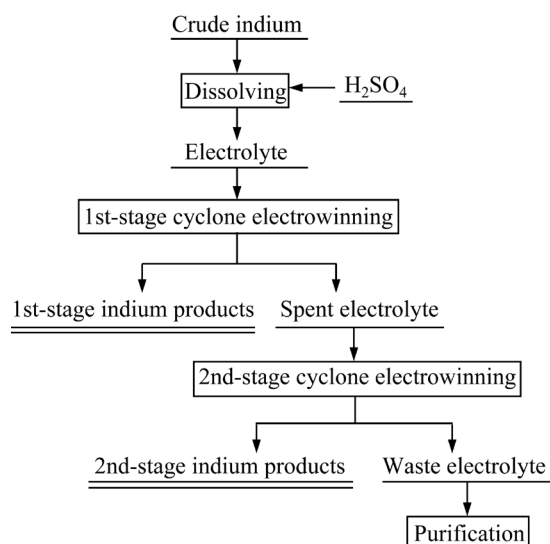 Crude indium
Dissolving
H₂SO₄
Electrolyte
1st-stage cyclone electrowinning
1st-stage indium products
Spent electrolyte
2nd-stage cyclone electrowinning
2nd-stage indium products
Waste electrolyte
Purification